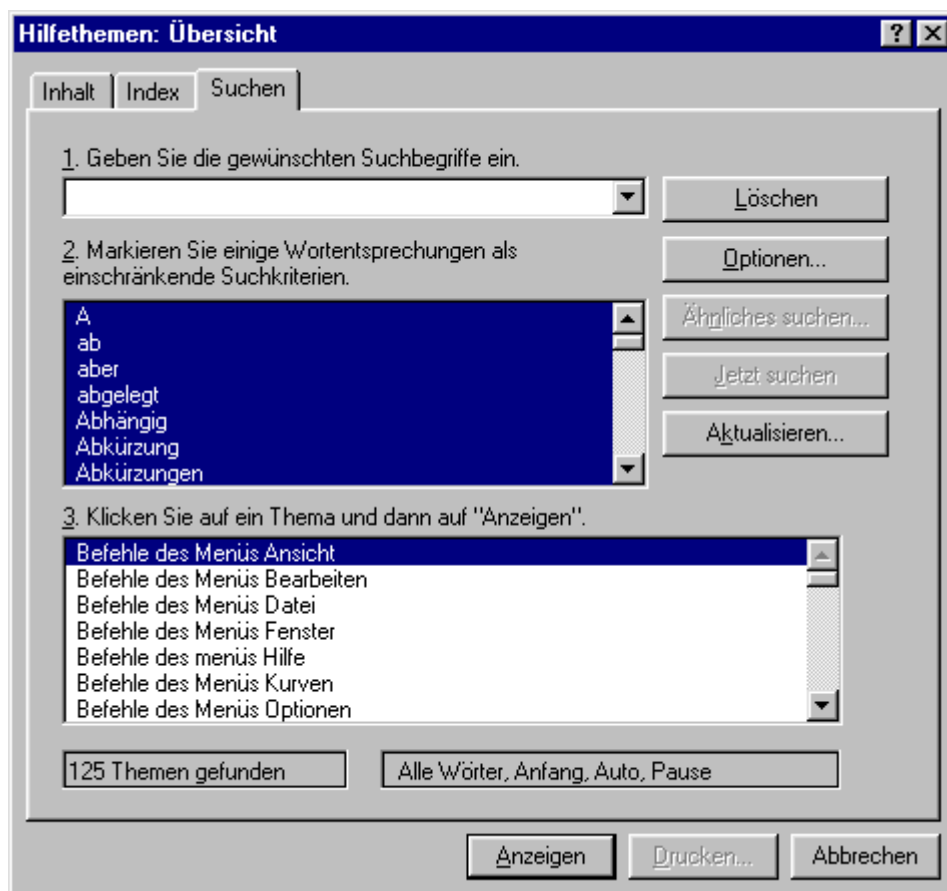 Hilfethemen: Übersicht
Inhalt Index Suchen
1. Geben Sie die gewünschten Suchbegriffe ein.
Löschen
2. Markieren Sie einige Wortentsprechungen als
einschränkende Suchkriterien.
Optionen...
A
ab
aber
abgelegt
Abhängig
Abkürzung
Abkürzungen
Ähnliches suchen...
Jetzt suchen
Aktualisieren...
3. Klicken Sie auf ein Thema und dann auf "Anzeigen".
Befehle des Menüs Ansicht
Befehle des Menüs Bearbeiten
Befehle des Menüs Datei
Befehle des Menüs Fenster
Befehle des menüs Hilfe
Befehle des Menüs Kurven
Befehle des Menüs Optionen
125 Themen gefunden
Alle Wörter, Anfang, Auto, Pause
Anzeigen Drucken... Abbrechen